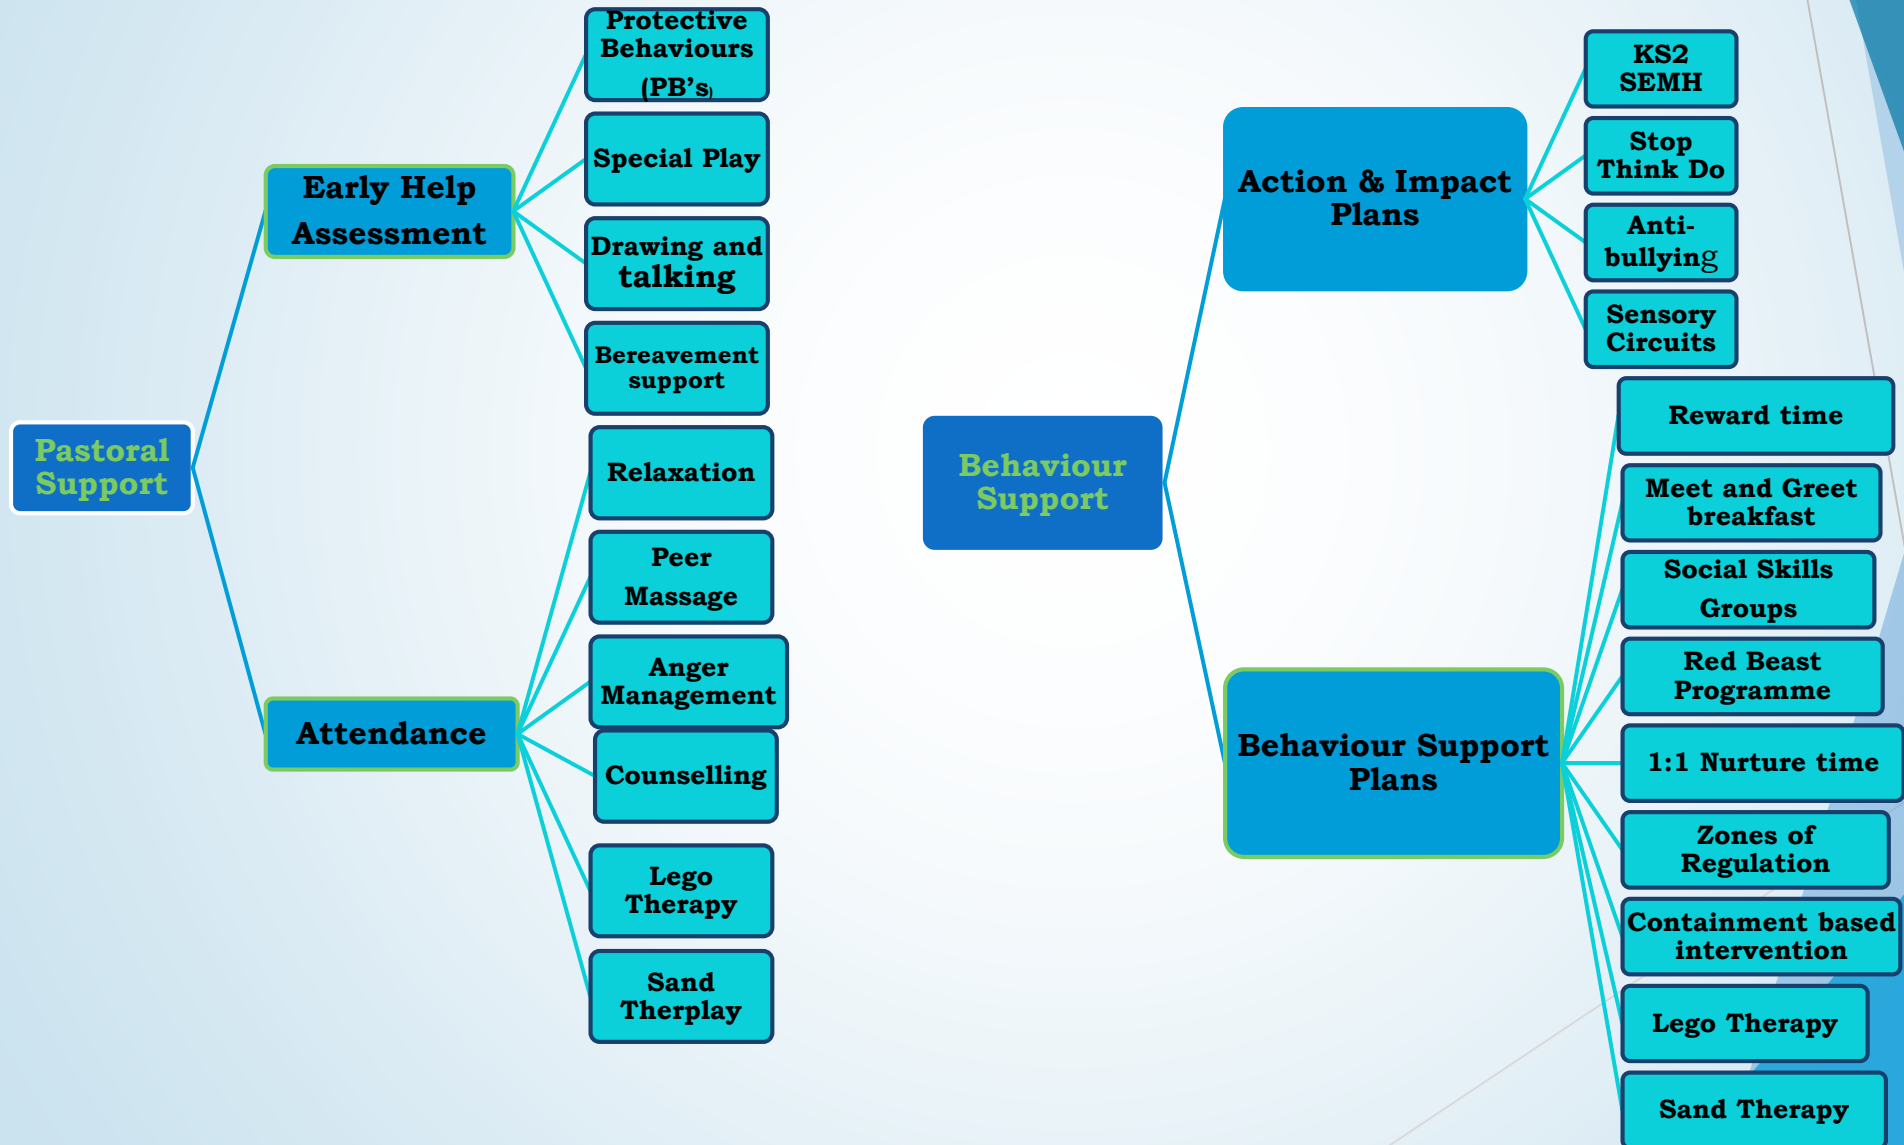 Pastoral
Support
Early Help
Assessment
Protective
Behaviours
(PB’s)
Special Play
Drawing and
talking
Bereavement
support
Attendance
Relaxation
Peer
Massage
Anger
Management
Counselling
Lego
Therapy
Sand
Therplay
Behaviour
Support
Action & Impact
Plans
KS2
SEMH
Stop
Think Do
Anti-
bullying
Sensory
Circuits
Behaviour Support
Plans
Reward time
Meet and Greet
breakfast
Social Skills
Groups
Red Beast
Programme
1:1 Nurture time
Zones of
Regulation
Containment based
intervention
Lego Therapy
Sand Therapy